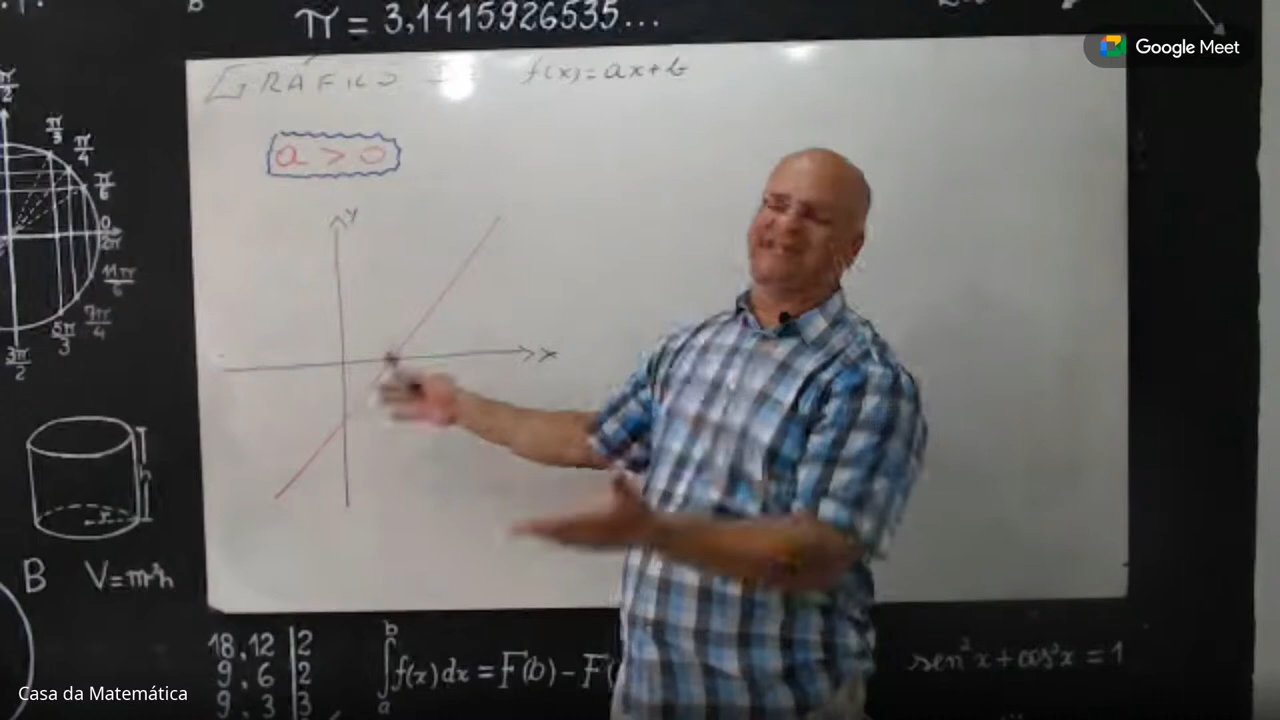 π = 3,1415926535...
Google Meet
GRÁFICO f(x)=ax+b
a > 0
y
x
π/2
π/3
π/4
π/6
0
2π
11π/6
7π/4
5π/3
3π/2
h
r
B V=πr²h
18,12 | 2
9,6 | 2
9,3 | 3
∫ₐᵇ f(x)dx = F(b) - F(
sen²x+cos²x = 1
Casa da Matemática